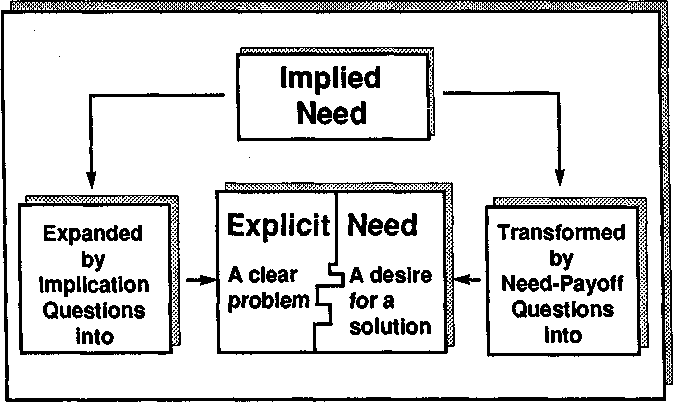 Implied
Need
Expanded
by
Implication
Questions
into
Explicit Need
A clear
problem
A desire
for a
solution
Transformed
by
Need-Payoff
Questions
into